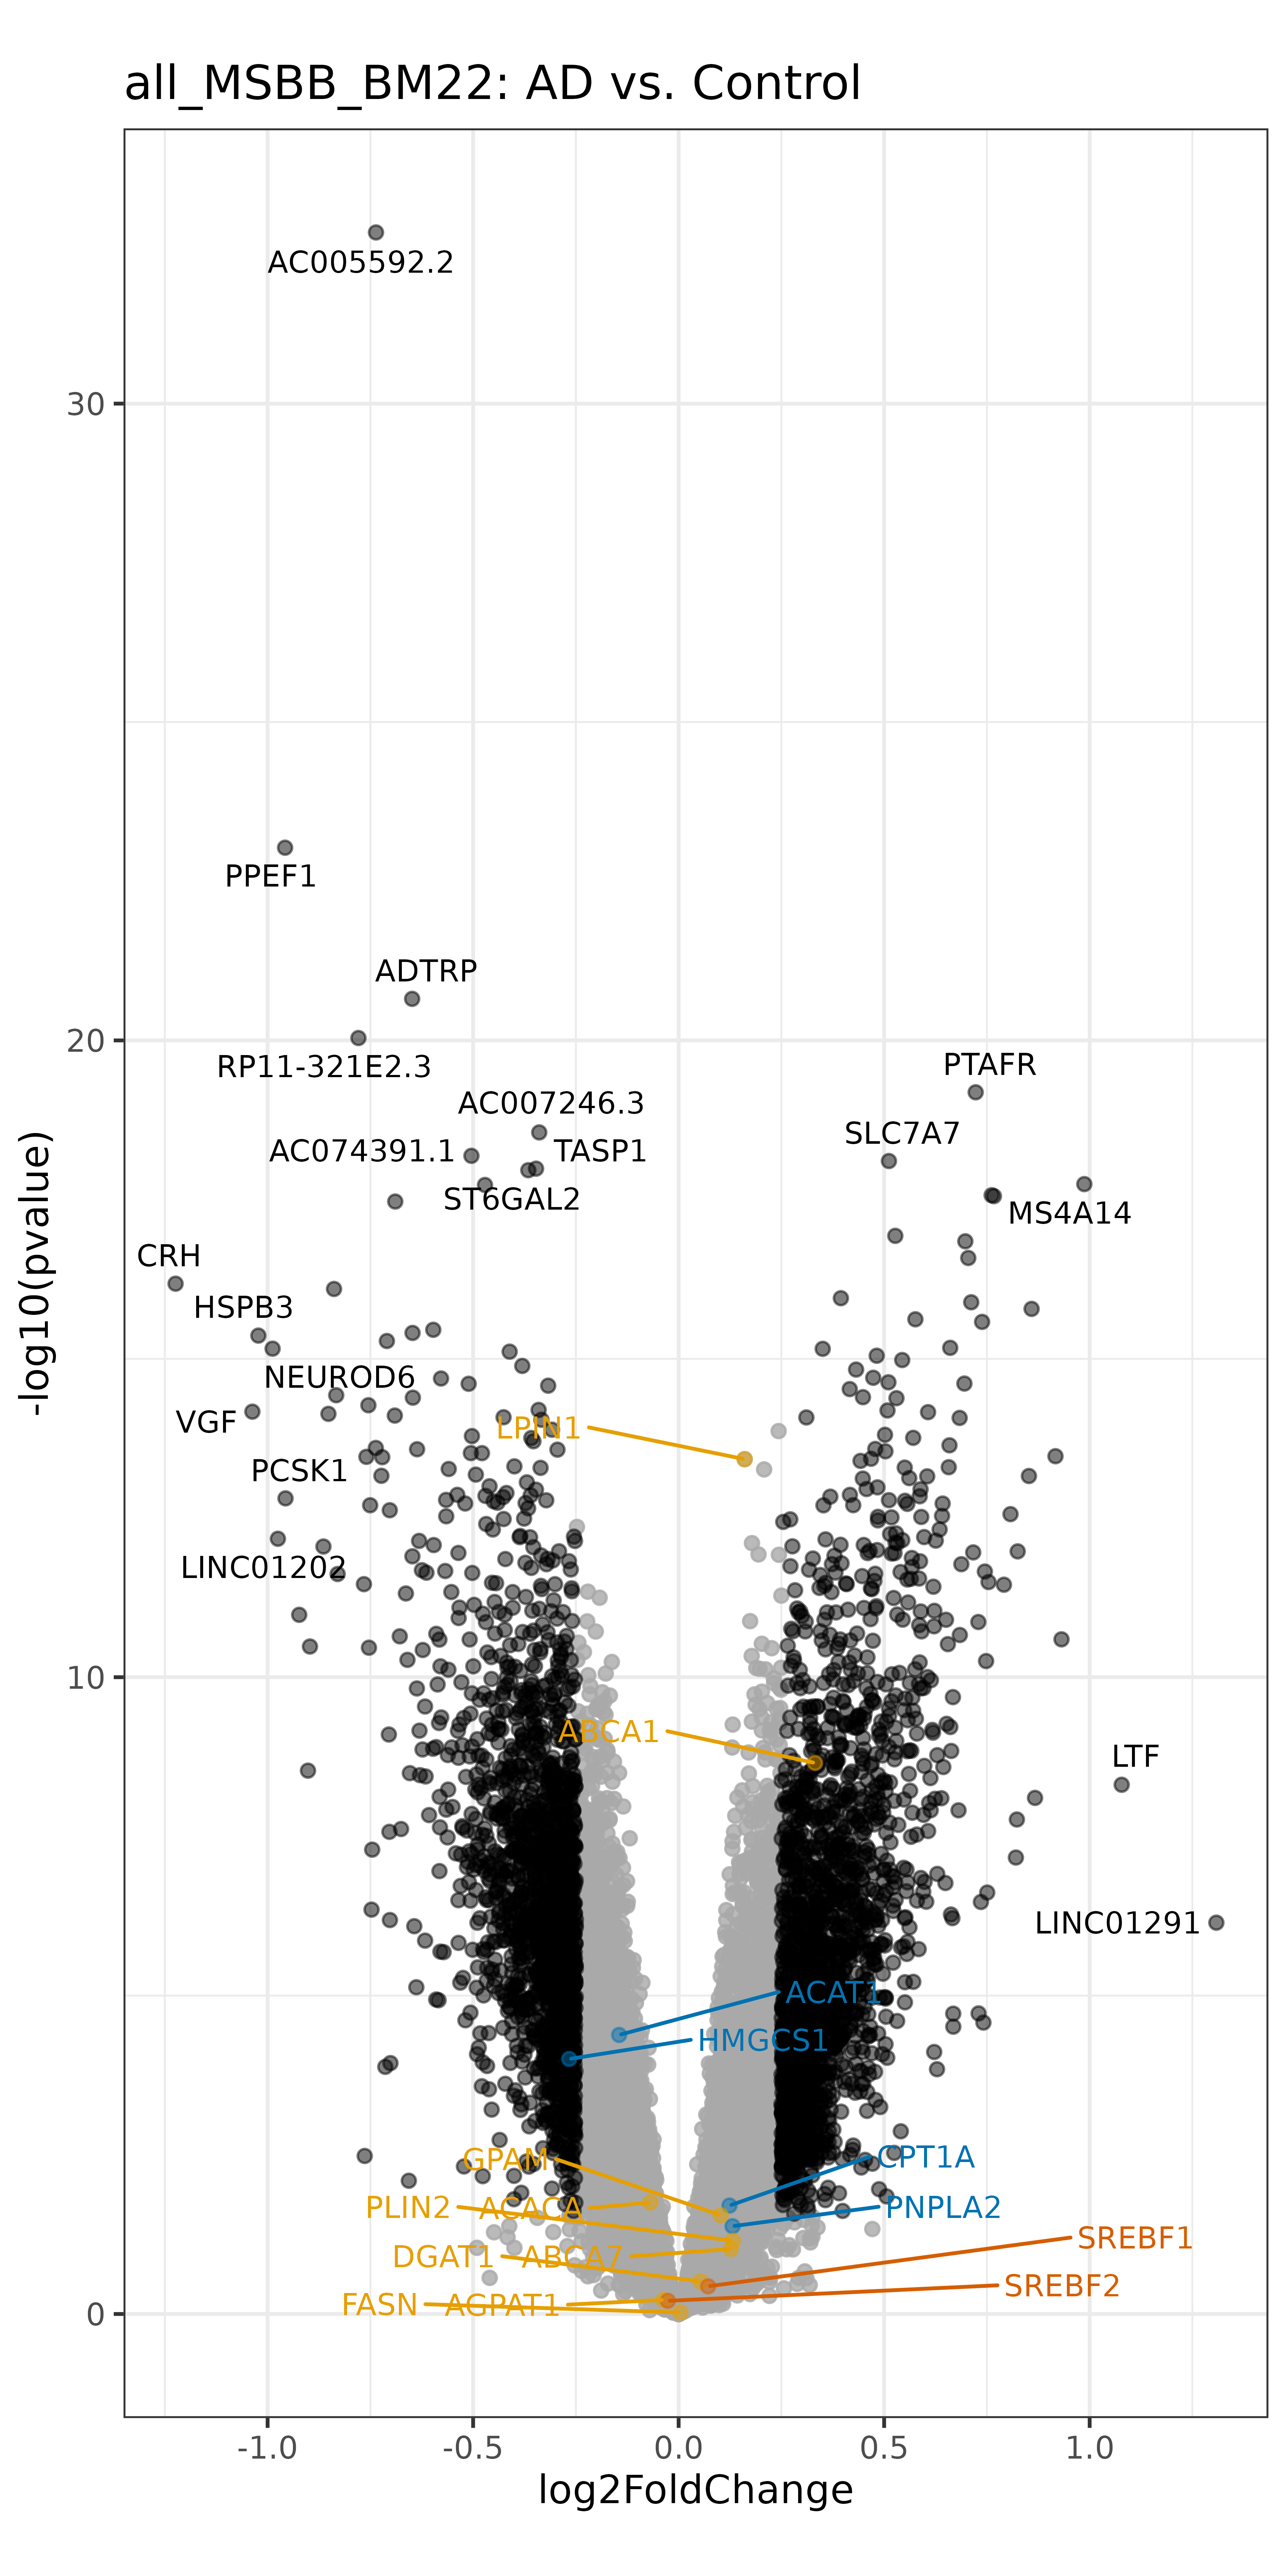 all_MSBB_BM22: AD vs. Control
AC005592.2
30
PPEF1
ADTRP
20
RP11-321E2.3
PTAFR
AC007246.3
SLC7A7
AC074391.1
TASP1
ST6GAL2
MS4A14
CRH
HSPB3
NEUROD6
VGF
LPIN1
PCSK1
LINC01202
10
ABCA1
LTF
LINC01291
ACAT1
HMGCS1
GPAM
CPT1A
PLIN2
ACACA
PNPLA2
SREBF1
DGAT1
ABCA7
SREBF2
FASN
AGPAT1
0
-1.0
-0.5
0.0
0.5
1.0
log2FoldChange
-log10(pvalue)